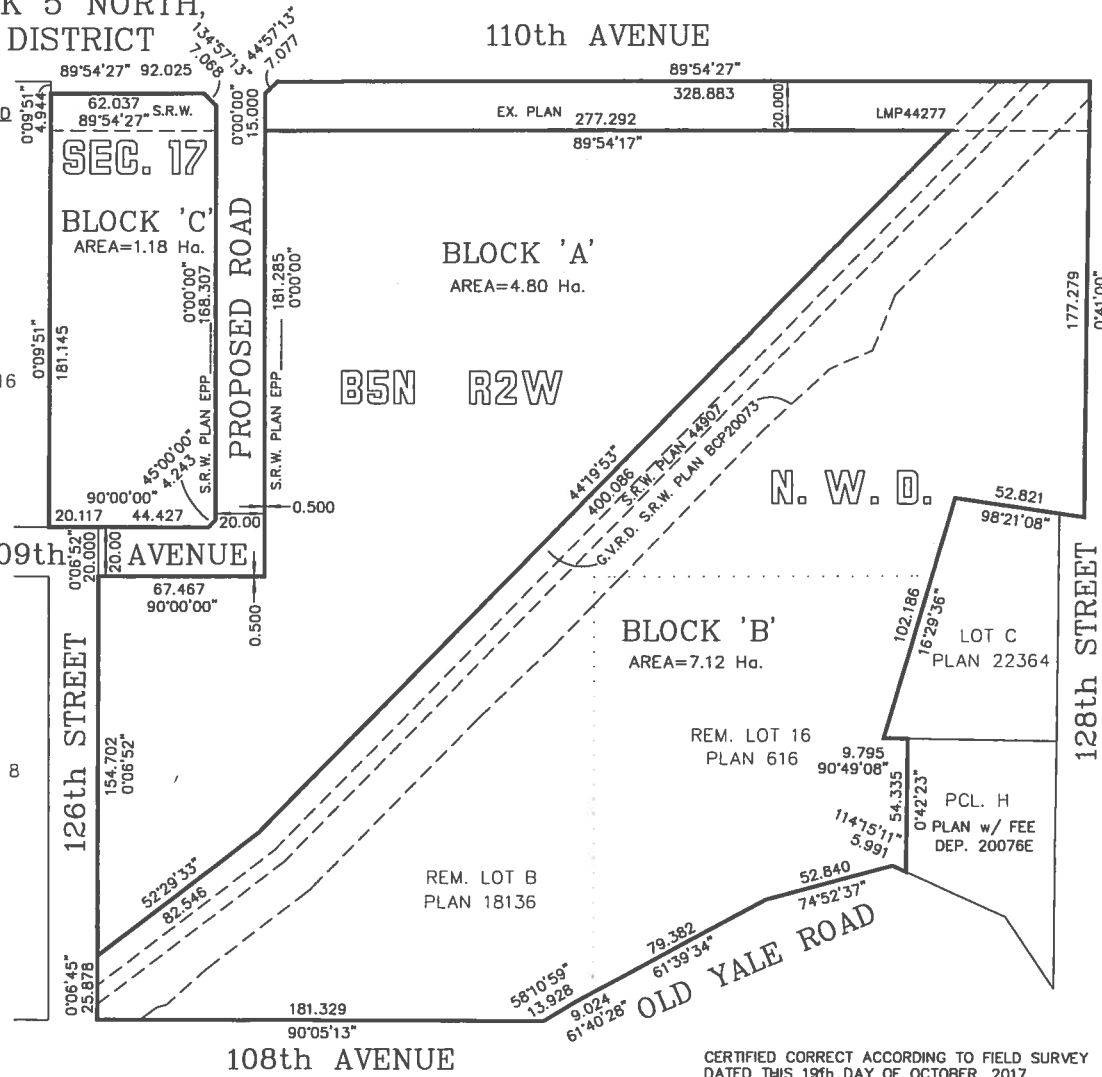 K 5 NORTH,
DISTRICT
110th AVENUE
134°57'13"
7.068
44°57'13"
7.077
89°54'27" 92.025
89°54'27"
328.883
0°09'51"
4.944
62.037
S.R.W.
89°54'27"
0°00'00"
15.000
EX. PLAN
277.292
20.000
LMP44277
89°54'17"
SEC. 17
BLOCK 'C'
AREA=1.18 Ha.
BLOCK 'A'
AREA=4.80 Ha.
PROPOSED ROAD
0°00'00"
168.307
181.285
0°00'00"
177.279
0°41'00"
0°09'51"
181.145
16
B5N R2W
S.R.W. PLAN EPP
S.R.W. PLAN EPP
44°19'53"
400.086
S.R.W. PLAN 44907
G.V.R.D. S.R.W. PLAN BCP20073
N. W. D.
45°00'00"
4.243
90°00'00"
20.117
44.427
20.00
0.500
52.821
98°21'08"
09th AVENUE
0°06'52"
20.000
20.00
67.467
90°00'00"
0.500
102.186
16°29'36"
LOT C
PLAN 22364
128th STREET
BLOCK 'B'
AREA=7.12 Ha.
126th STREET
154.702
0°06'52"
8
REM. LOT 16
PLAN 616
9.795
90°49'08"
54.335
0°42'23"
PCL. H
PLAN w/ FEE
DEP. 20076E
114°15'11"
5.991
52°29'33"
82.546
REM. LOT B
PLAN 18136
52.840
74°52'37"
79.382
61°39'34"
OLD YALE ROAD
0°06'45"
25.878
58°10'59"
13.928
9.024
61°40'28"
181.329
90°05'13"
108th AVENUE
CERTIFIED CORRECT ACCORDING TO FIELD SURVEY
DATED THIS 19th DAY OF OCTOBER, 2017